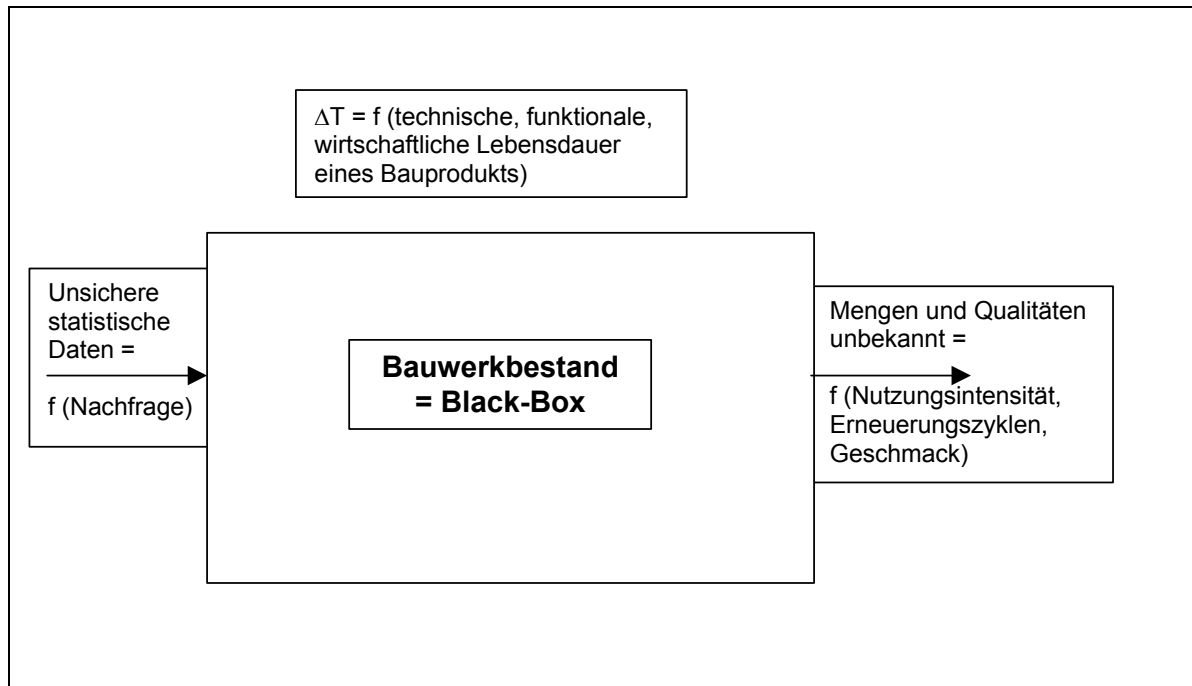 ΔT = f (technische, funktionale,
wirtschaftliche Lebensdauer
eines Bauprodukts)
Unsichere
statistische
Daten =
f (Nachfrage)
Bauwerkbestand
= Black-Box
Mengen und Qualitäten
unbekannt =
f (Nutzungsintensität,
Erneuerungszyklen,
Geschmack)